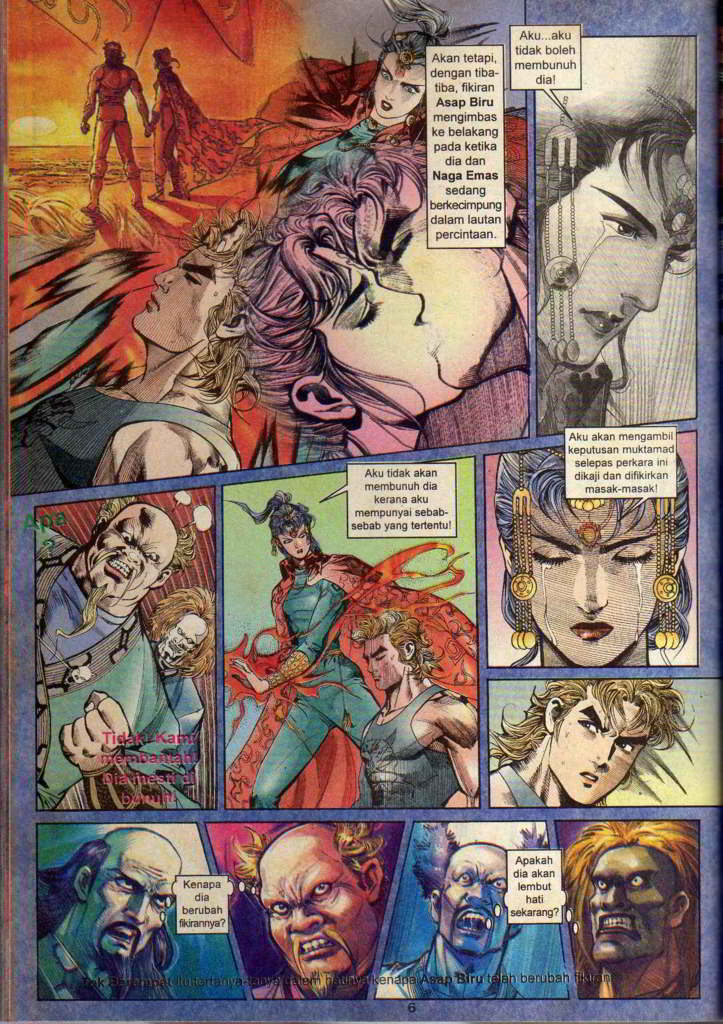 Akan tetapi,
dengan tiba-
tiba, fikiran
Asap Biru
mengimbas
ke belakang
pada ketika
dia dan
Naga Emas
sedang
berkecimpung
dalam lautan
percintaan.
Aku...aku
tidak boleh
membunuh
dia!
Apa
?
Tidak! Kami
membantah!
Dia mesti di
bunuh!
Aku tidak akan
membunuh dia
kerana aku
mempunyai sebab-
sebab yang tertentu!
Aku akan mengambil
keputusan muktamad
selepas perkara ini
dikaji dan difikirkan
masak-masak!
Kenapa
dia
berubah
fikirannya?
Apakah
dia akan
lembut
hati
sekarang?
dalam hatinya kenapa Asap Biru telah berubah fikiran
6